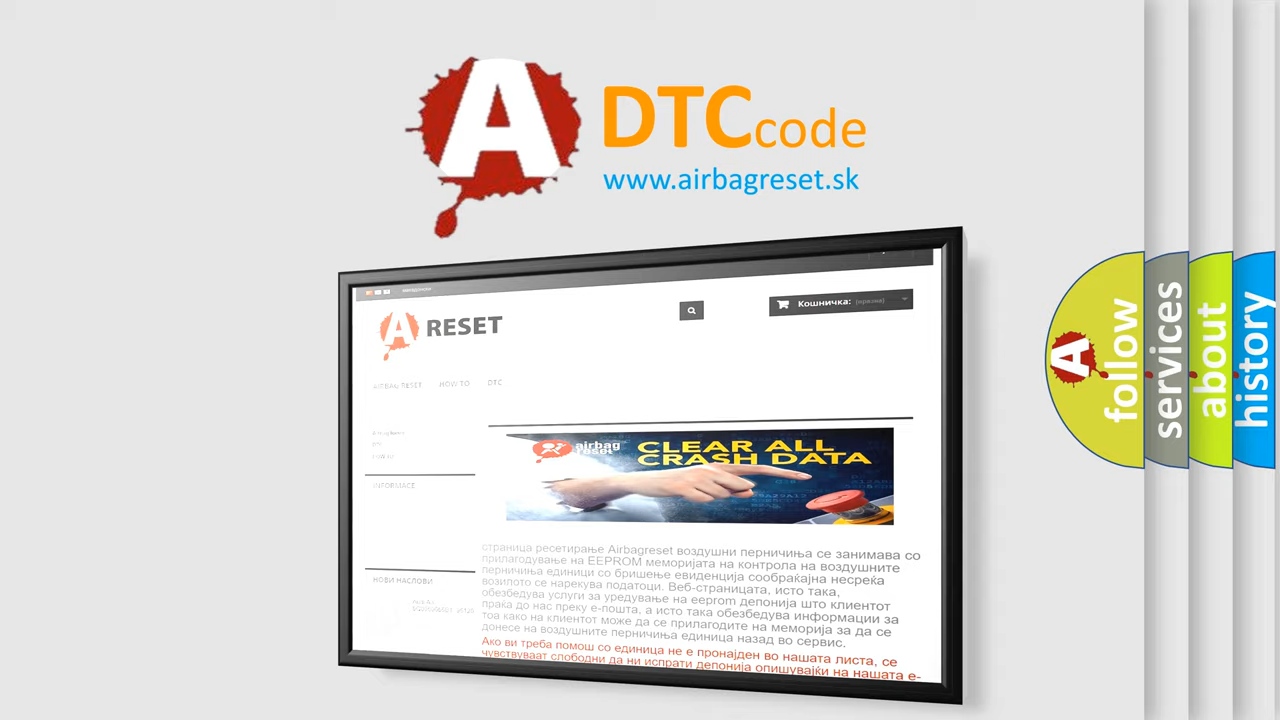 A
DTCcode
www.airbagreset.sk
A RESET
Кошничка: (празна)
AIRBAG RESET HOW TO DTC
INFORMACE
airbag reset
CLEAR ALL
CRASH DATA
страница ресетирање Airbagreset воздушни перничиња се занимава со
прилагодување на EEPROM меморијата на контрола на воздушните
перничиња единици со бришење евиденција сообраќајна несреќа
возилото се нарекува податоци. Веб-страницата, исто така,
обезбедува услуги за уредување на eeprom депонија што клиентот
праќа до нас преку е-пошта, а исто така обезбедува информации за
тоа како на клиентот може да се прилагодите на меморија за да се
донесе на воздушните перничиња единица назад во сервис.
Ако ви треба помош со единица не е пронајден во нашата листа, се
чувствуваат слободни да ни испрати депонија опишувајќи на нашата е-
НОВИ НАСЛОВИ
A
follow
services
about
history